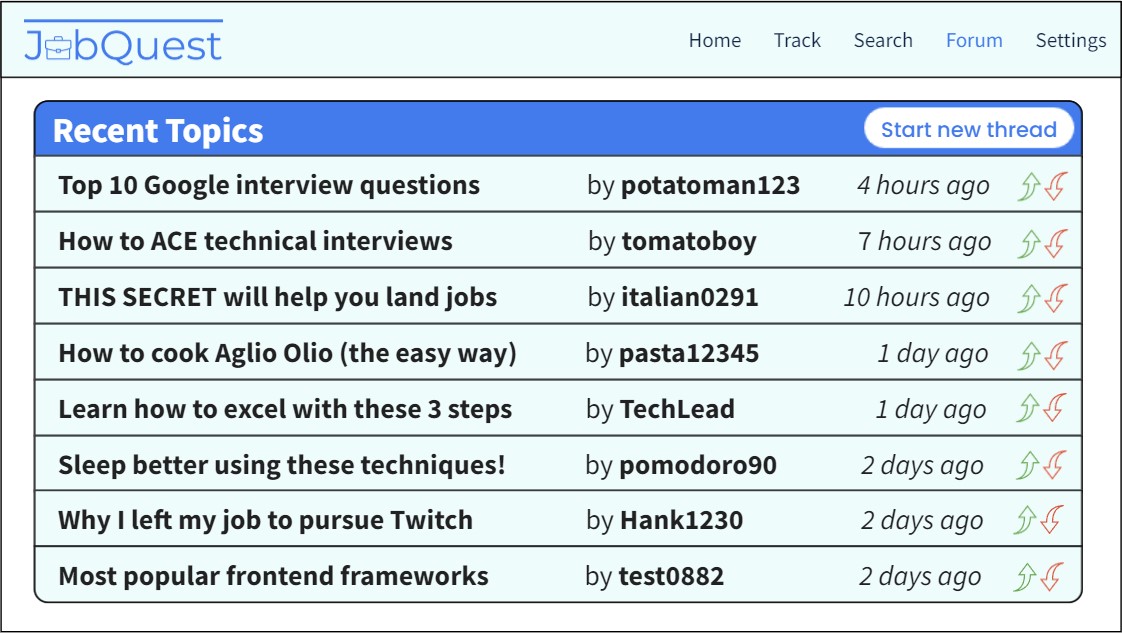 JobQuest Home Track Search Forum Settings
Recent Topics Start new thread
Top 10 Google interview questions by potatoman123 4 hours ago
How to ACE technical interviews by tomatoboy 7 hours ago
THIS SECRET will help you land jobs by italian0291 10 hours ago
How to cook Aglio Olio (the easy way) by pasta12345 1 day ago
Learn how to excel with these 3 steps by TechLead 1 day ago
Sleep better using these techniques! by pomodoro90 2 days ago
Why I left my job to pursue Twitch by Hank1230 2 days ago
Most popular frontend frameworks by test0882 2 days ago